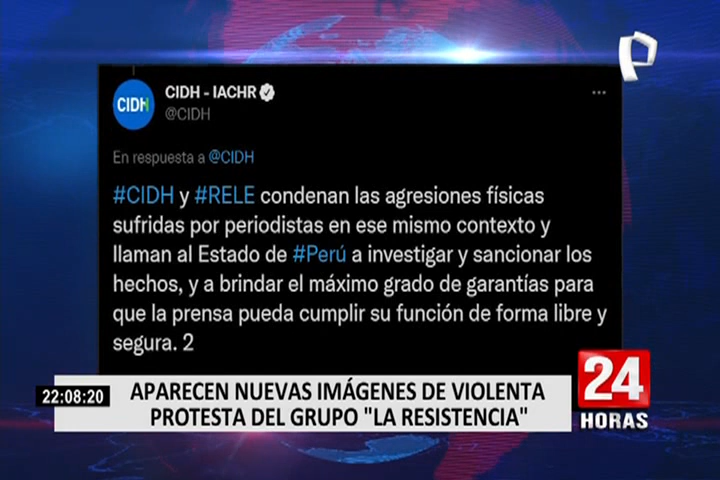 CIDH
CIDH - IACHR
@CIDH
En respuesta a @CIDH
#CIDH y #RELE condenan las agresiones físicas
sufridas por periodistas en ese mismo contexto y
llaman al Estado de #Perú a investigar y sancionar los
hechos, y a brindar el máximo grado de garantías para
que la prensa pueda cumplir su función de forma libre y
segura. 2
22:08:20
APARECEN NUEVAS IMÁGENES DE VIOLENTA
PROTESTA DEL GRUPO "LA RESISTENCIA"
24
HORAS